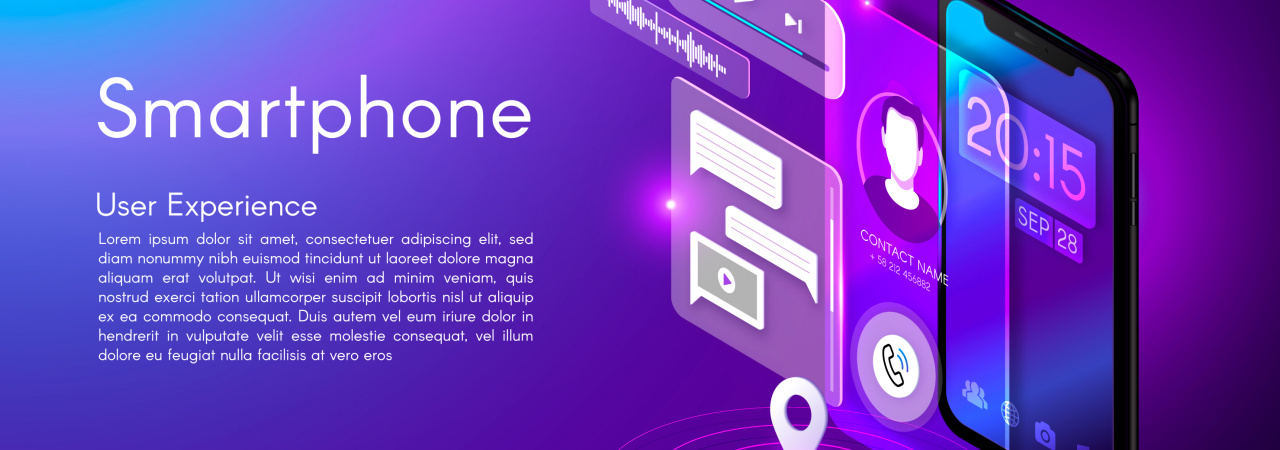 Smartphone
User Experience
Lorem ipsum dolor sit amet, consectetuer adipiscing elit, sed
diam nonummy nibh euismod tincidunt ut laoreet dolore magna
aliquam erat volutpat. Ut wisi enim ad minim veniam, quis
nostrud exerci tation ullamcorper suscipit lobortis nisl ut aliquip
ex ea commodo consequat. Duis autem vel eum iriure dolor in
hendrerit in vulputate velit esse molestie consequat, vel illum
dolore eu feugiat nulla facilisis at vero eros
CONTACT NAME
+ 58 212 456882
20:15
SEP 28